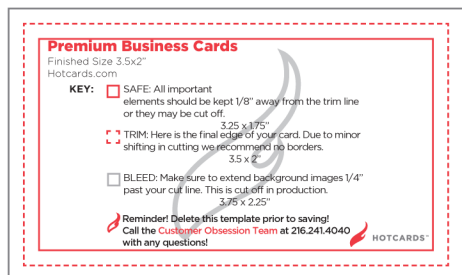 Premium Business Cards
Finished Size 3.5x2"
Hotcards.com
KEY: SAFE: All important
elements should be kept 1/8" away from the trim line
or they may be cut off.
3.25 x 1.75"
TRIM: Here is the final edge of your card. Due to minor
shifting in cutting we recommend no borders.
3.5 x 2"
BLEED: Make sure to extend background images 1/4"
past your cut line. This is cut off in production.
3.75 x 2.25"
Reminder! Delete this template prior to saving!
Call the Customer Obsession Team at 216.241.4040
with any questions!
HOTCARDS™